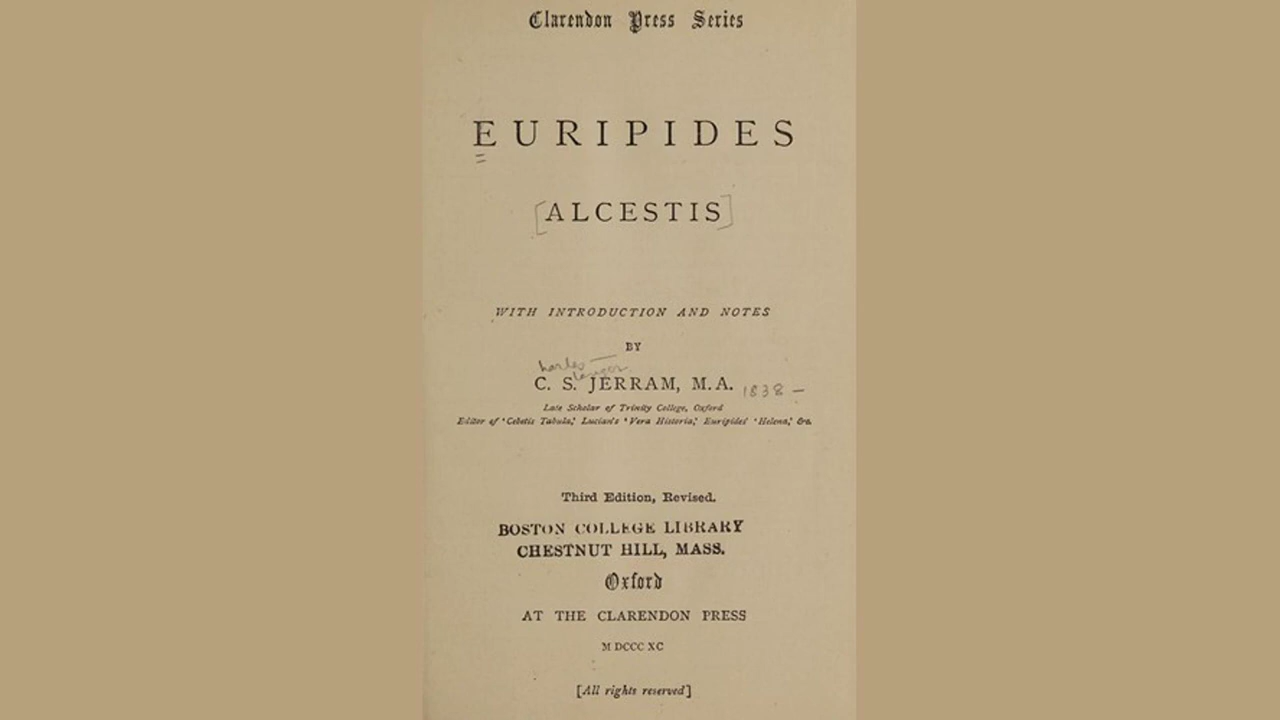 Clarendon Press Series
EURIPIDES
[ALCESTIS]
WITH INTRODUCTION AND NOTES
BY
harles —
C. S. JERRAM, M.A. 1838 —
Late Scholar of Trinity College, Oxford
Editor of 'Cebetis Tabula,' Lucian's 'Vera Historia,' Euripides' 'Helena,' &c.
Third Edition, Revised.
BOSTON COLLEGE LIBRARY
CHESTNUT HILL, MASS.
Oxford
AT THE CLARENDON PRESS
M DCCC XC
[All rights reserved]